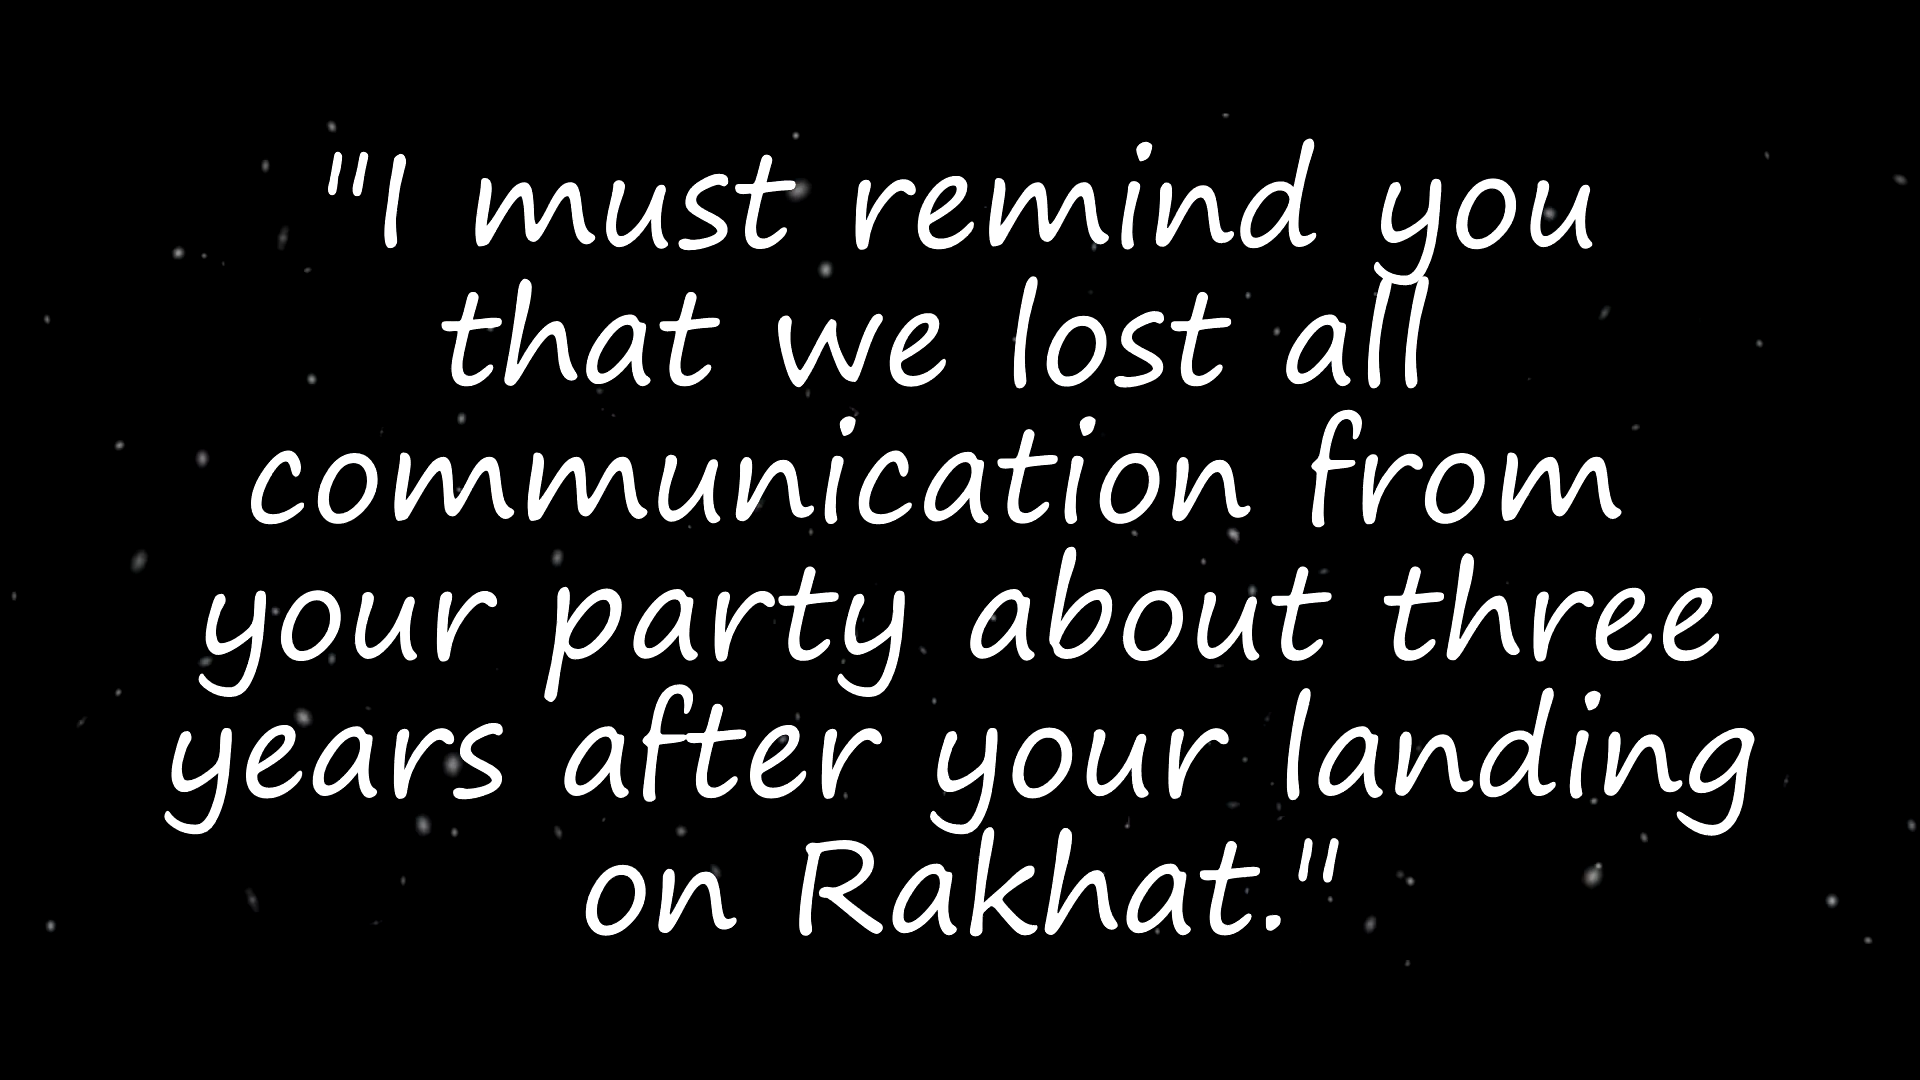 "I must remind you
that we lost all
communication from
your party about three
years after your landing
on Rakhat."